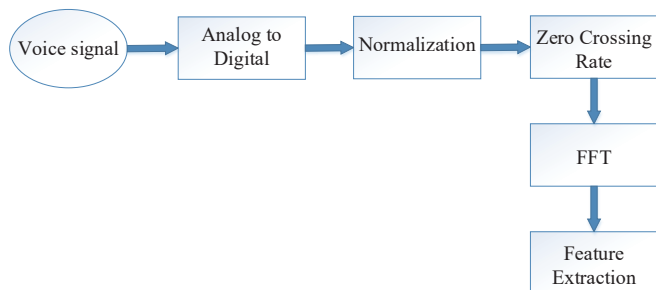 Voice signal
Analog to
Digital
Normalization
Zero Crossing
Rate
FFT
Feature
Extraction